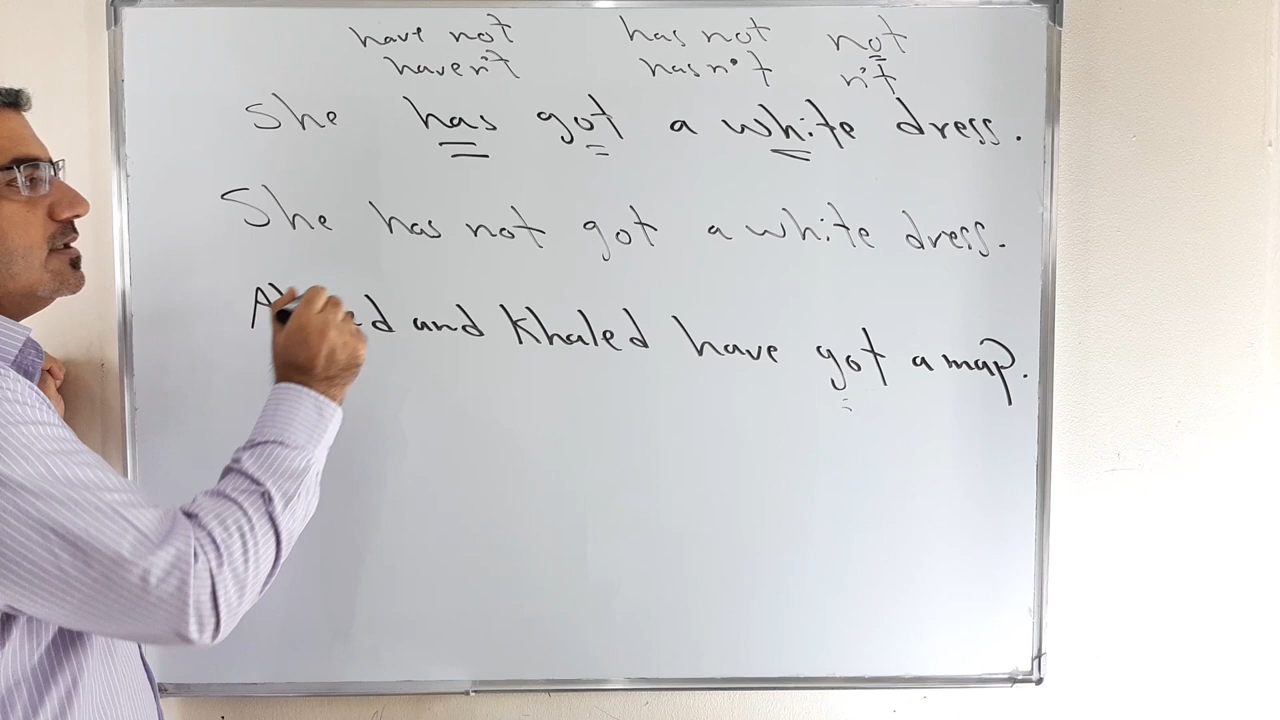 have not has not not
haven't hasn't n't
She has got a white dress.
She has not got a white dress.
and Khaled have got a map.